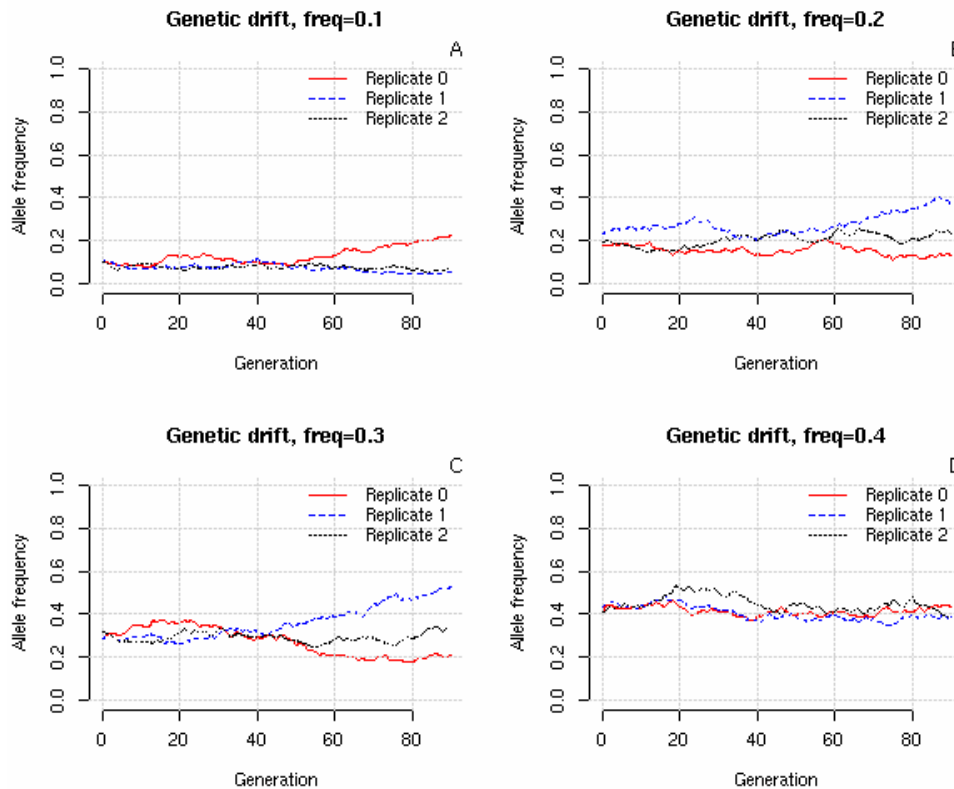 Genetic drift, freq=0.1
A
Replicate 0
Replicate 1
Replicate 2
1.0
0.8
0.6
0.4
0.2
0.0
Allele frequency
0 20 40 60 80
Generation
Genetic drift, freq=0.2
Replicate 0
Replicate 1
Replicate 2
1.0
0.8
0.6
0.4
0.2
0.0
Allele frequency
0 20 40 60 80
Generation
Genetic drift, freq=0.3
C
Replicate 0
Replicate 1
Replicate 2
1.0
0.8
0.6
0.4
0.2
0.0
Allele frequency
0 20 40 60 80
Generation
Genetic drift, freq=0.4
Replicate 0
Replicate 1
Replicate 2
1.0
0.8
0.6
0.4
0.2
0.0
Allele frequency
0 20 40 60 80
Generation